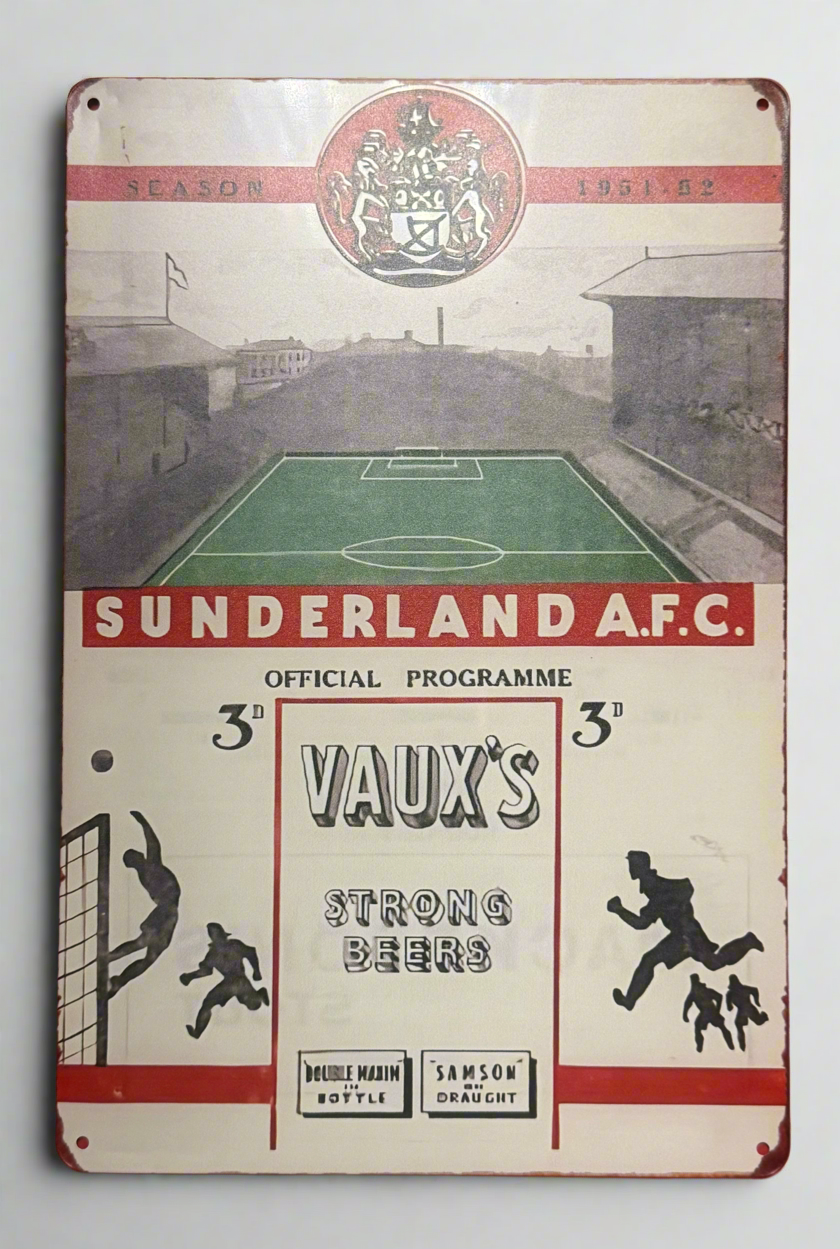 SEASON 1951-52
SUNDERLAND A.F.C.
OFFICIAL PROGRAMME
3D 3D
VAUX'S
STRONG
BEERS
DOUBLE MAXIM
IN
BOTTLE
"SAMSON"
ON
DRAUGHT